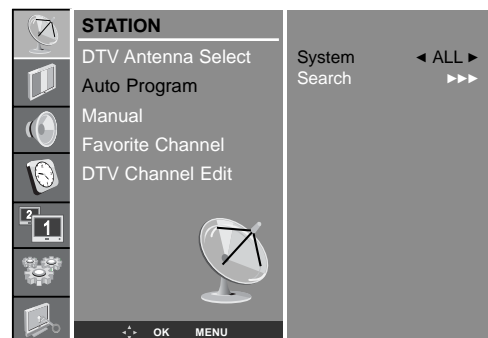 STATION
DTV Antenna Select
Auto Program
Manual
Favorite Channel
DTV Channel Edit
System ◄ ALL ►
Search ►►►
2
1
OK MENU